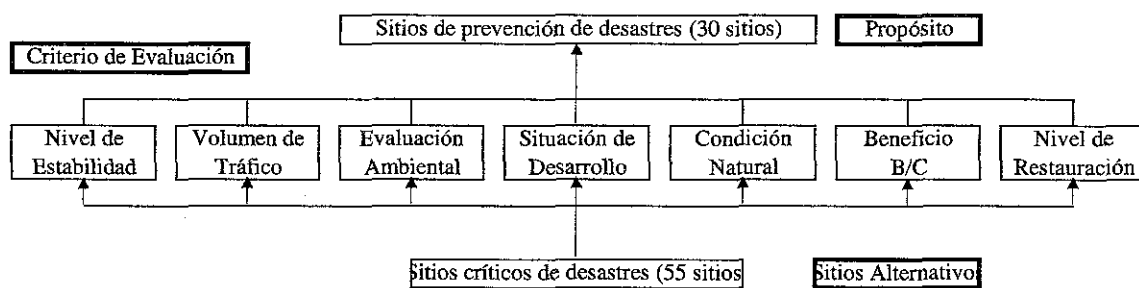 Sitios de prevención de desastres (30 sitios)
Propósito
Criterio de Evaluación
Nivel de Estabilidad
Volumen de Tráfico
Evaluación Ambiental
Situación de Desarrollo
Condición Natural
Beneficio B/C
Nivel de Restauración
Sitios críticos de desastres (55 sitios
Sitios Alternativo